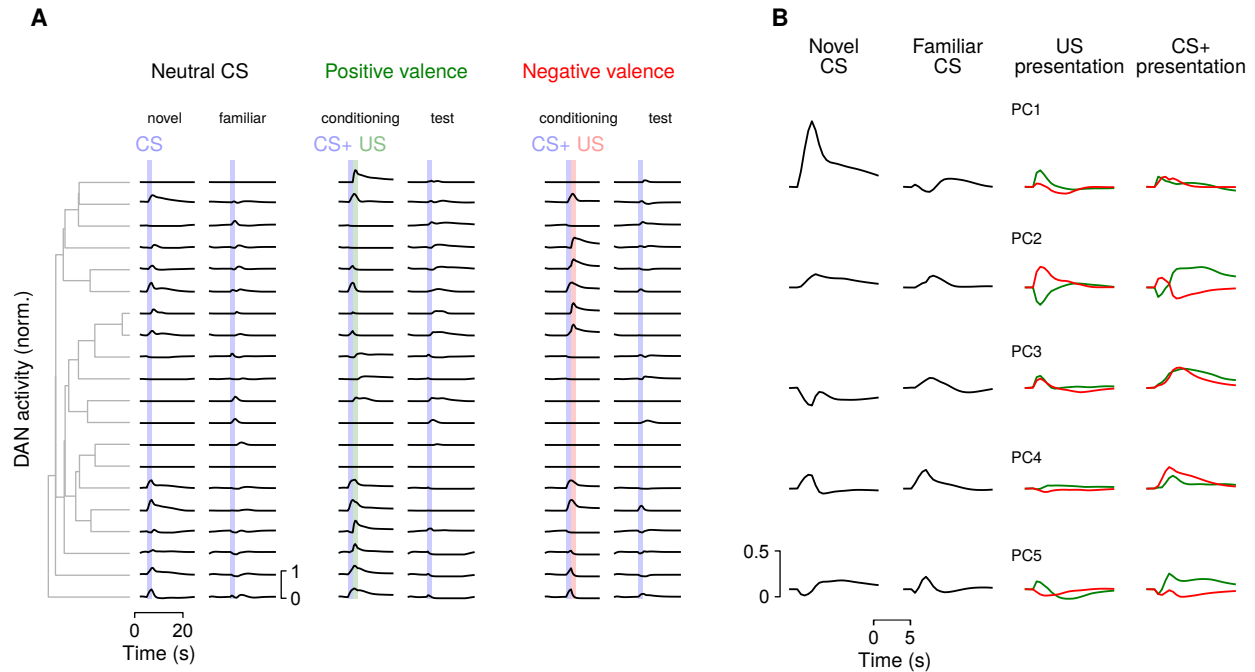 A
Neutral CS
Positive valence
Negative valence
novel
familiar
conditioning
test
conditioning
test
CS
CS+ US
CS+ US
DAN activity (norm.)
1
0
0 20
Time (s)
B
Novel
CS
Familiar
CS
US
presentation
CS+
presentation
PC1
PC2
PC3
PC4
PC5
0.5
0
0 5
Time (s)